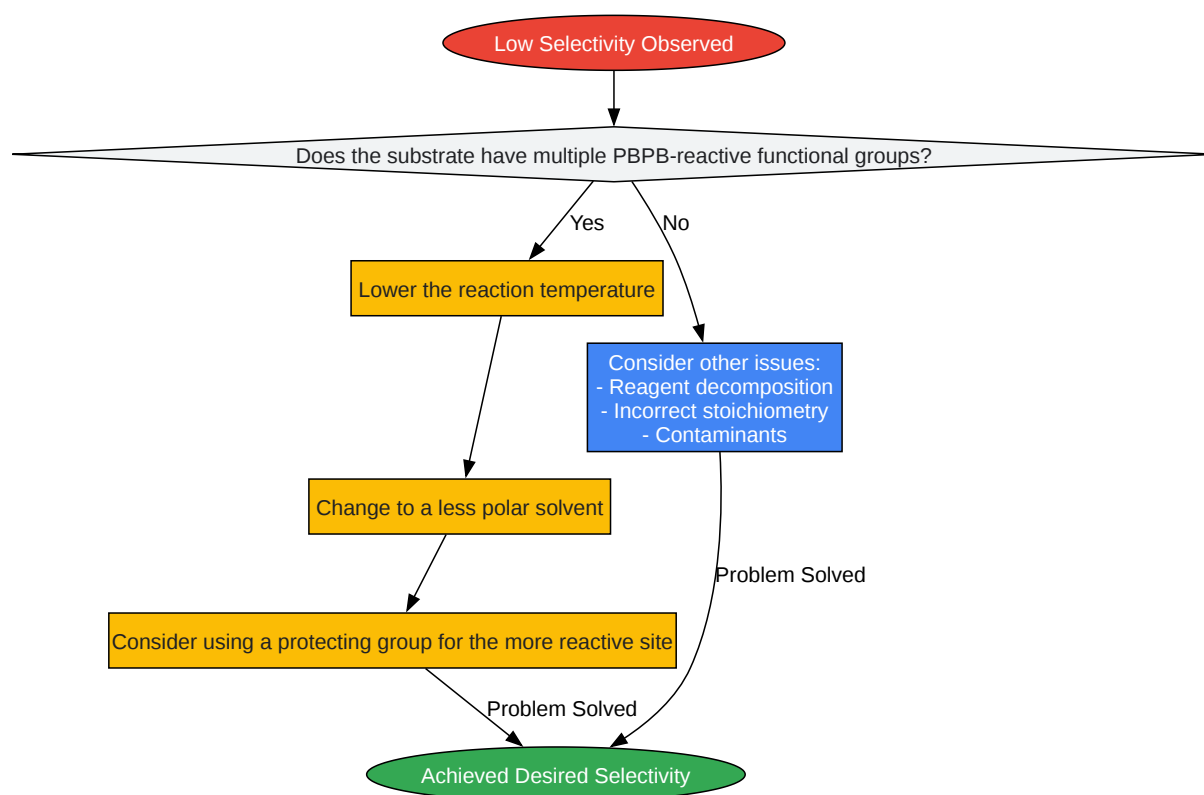 Low Selectivity Observed
Does the substrate have multiple PBPB-reactive functional groups?
Yes
No
Lower the reaction temperature
Consider other issues:
- Reagent decomposition
- Incorrect stoichiometry
- Contaminants
Change to a less polar solvent
Problem Solved
Consider using a protecting group for the more reactive site
Problem Solved
Achieved Desired Selectivity